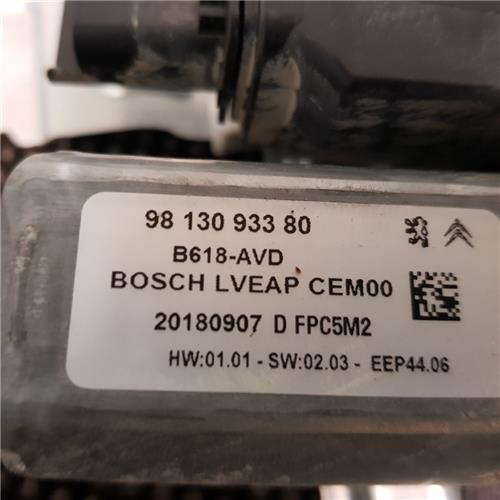 98 130 933 80
B618-AVD
BOSCH LVEAP CEM00
20180907 D FPC5M2
HW:01.01 - SW:02.03 - EEP44.06